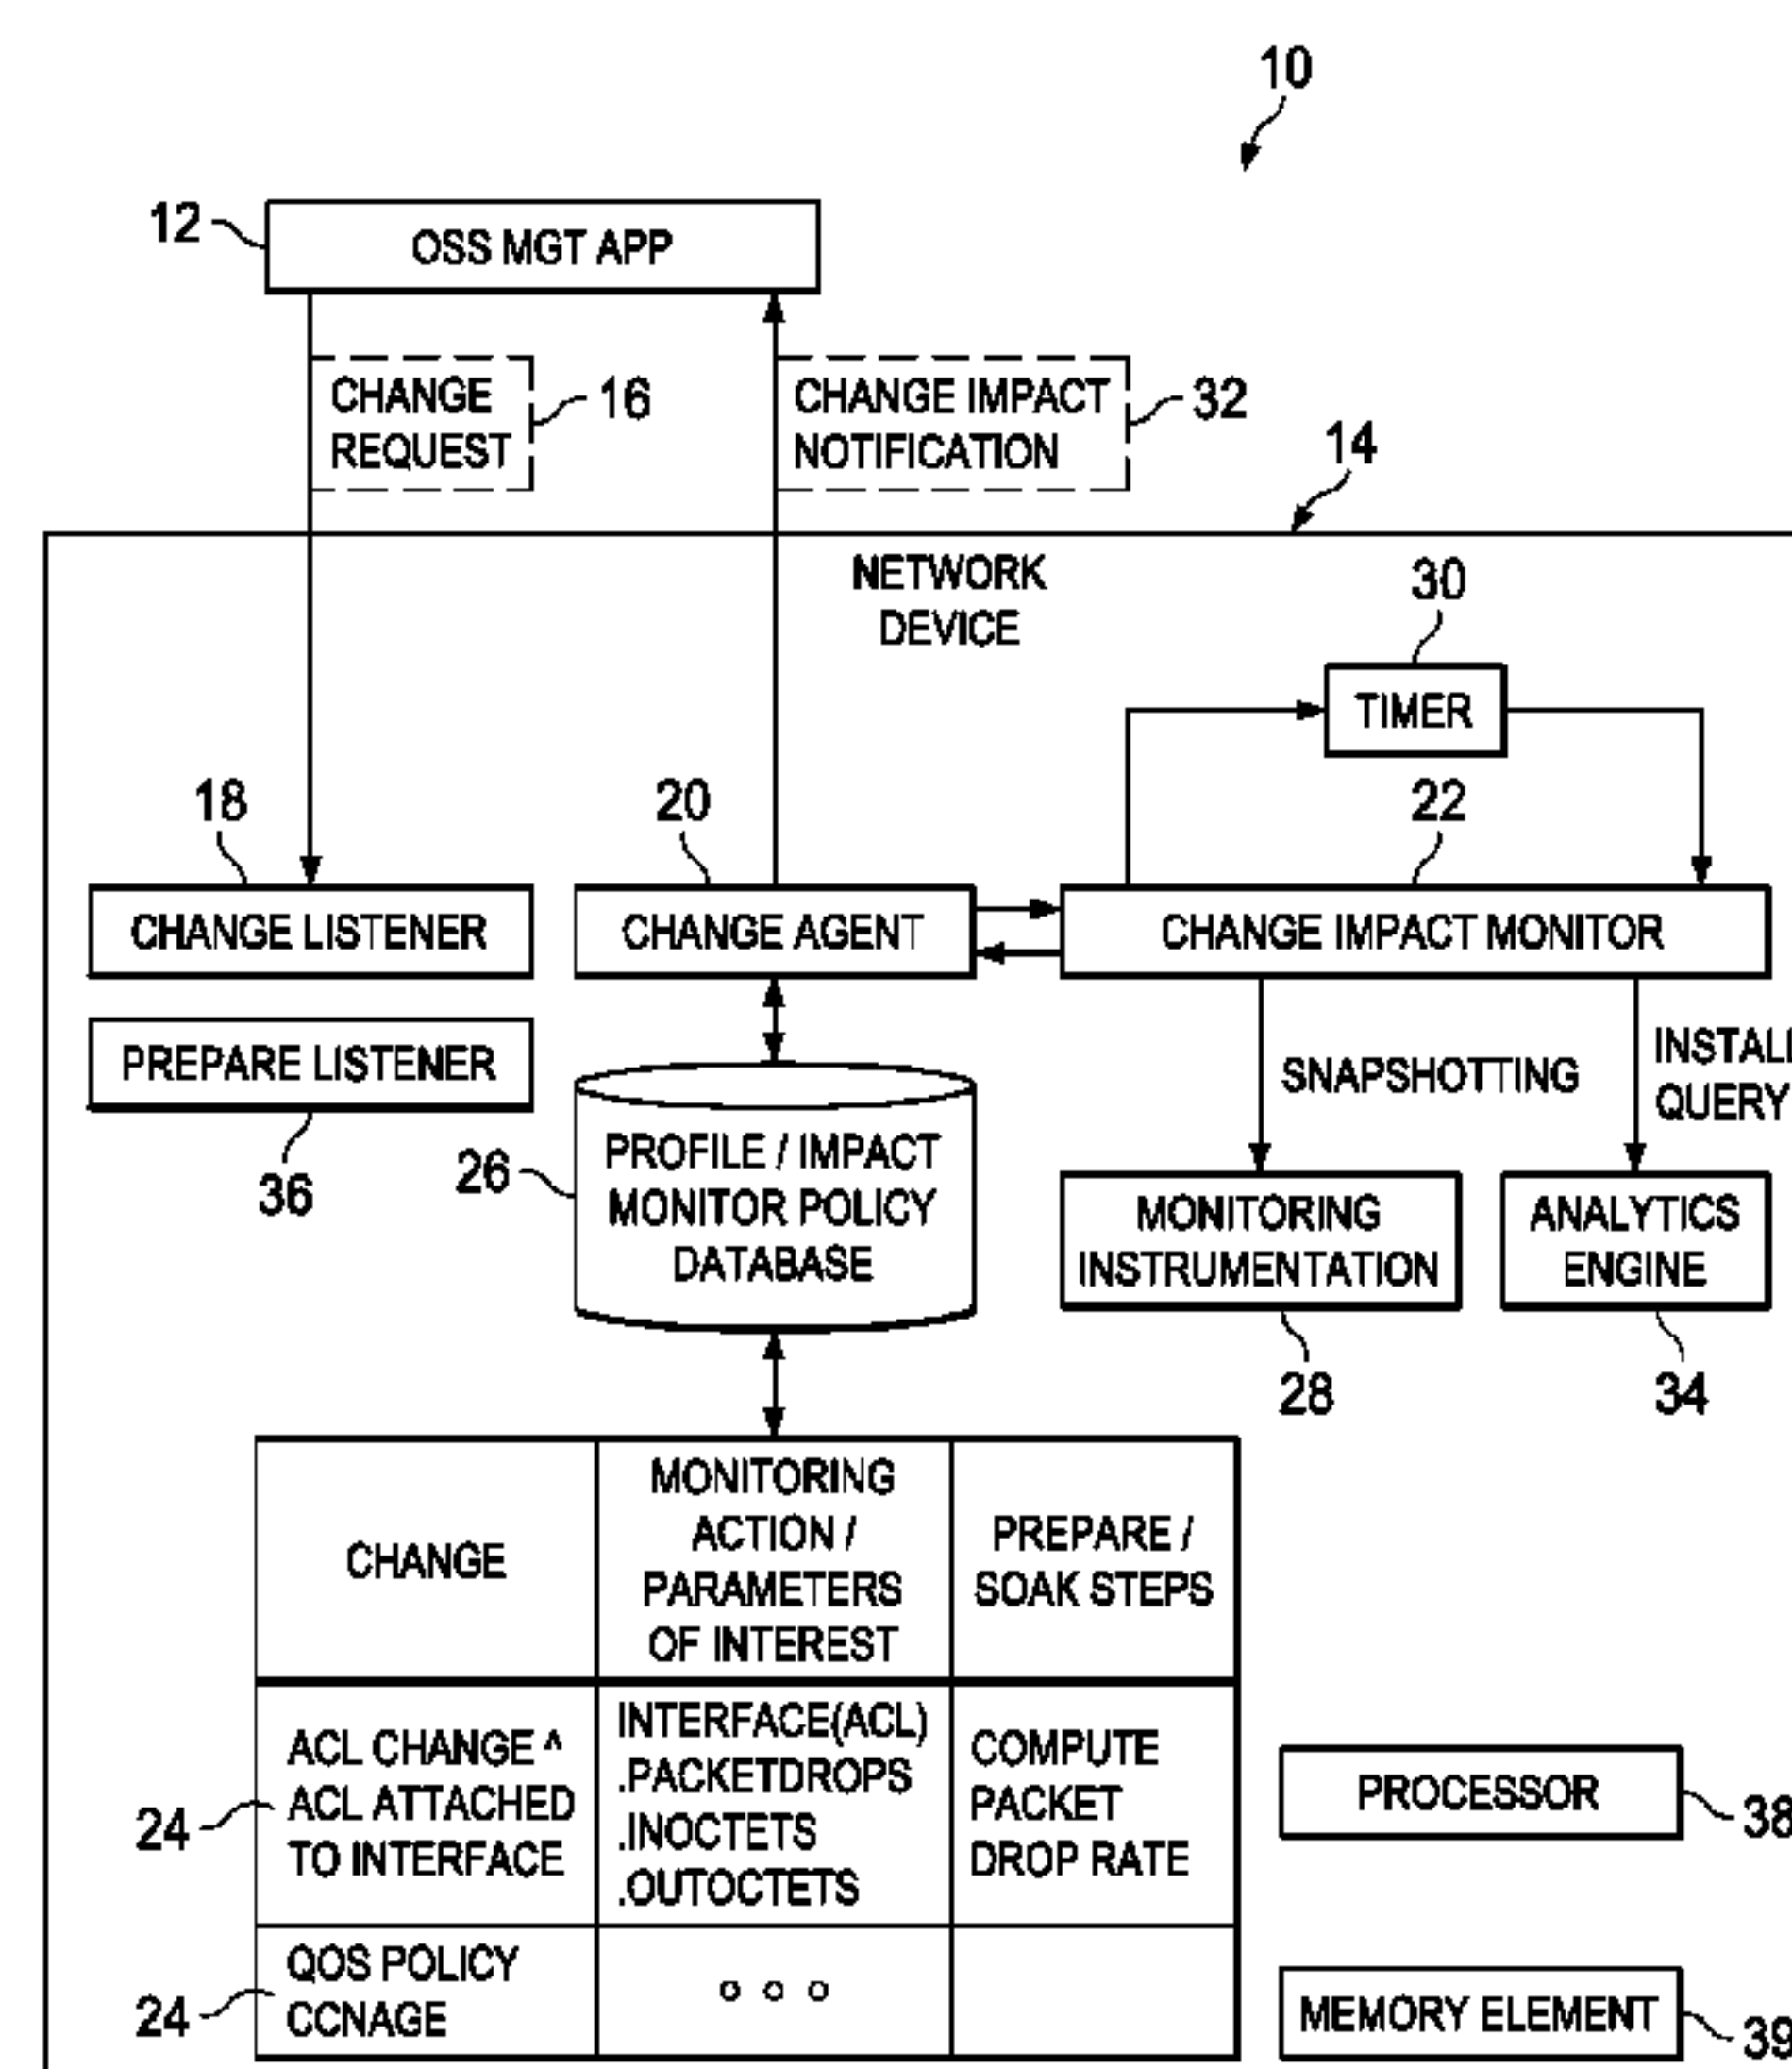 10
12
OSS MGT APP
CHANGE
REQUEST
16
CHANGE IMPACT
NOTIFICATION
32
14
NETWORK
DEVICE
30
TIMER
18
20
22
CHANGE LISTENER
CHANGE AGENT
CHANGE IMPACT MONITOR
PREPARE LISTENER
36
SNAPSHOTTING
INSTALL
QUERY
26
PROFILE / IMPACT
MONITOR POLICY
DATABASE
MONITORING
INSTRUMENTATION
28
ANALYTICS
ENGINE
34
CHANGE
MONITORING
ACTION /
PARAMETERS
OF INTEREST
PREPARE /
SOAK STEPS
24
ACL CHANGE ^
ACL ATTACHED
TO INTERFACE
INTERFACE(ACL)
.PACKETDROPS
.INOCTETS
.OUTOCTETS
COMPUTE
PACKET
DROP RATE
24
QOS POLICY
CCNAGE
PROCESSOR
38
MEMORY ELEMENT
39